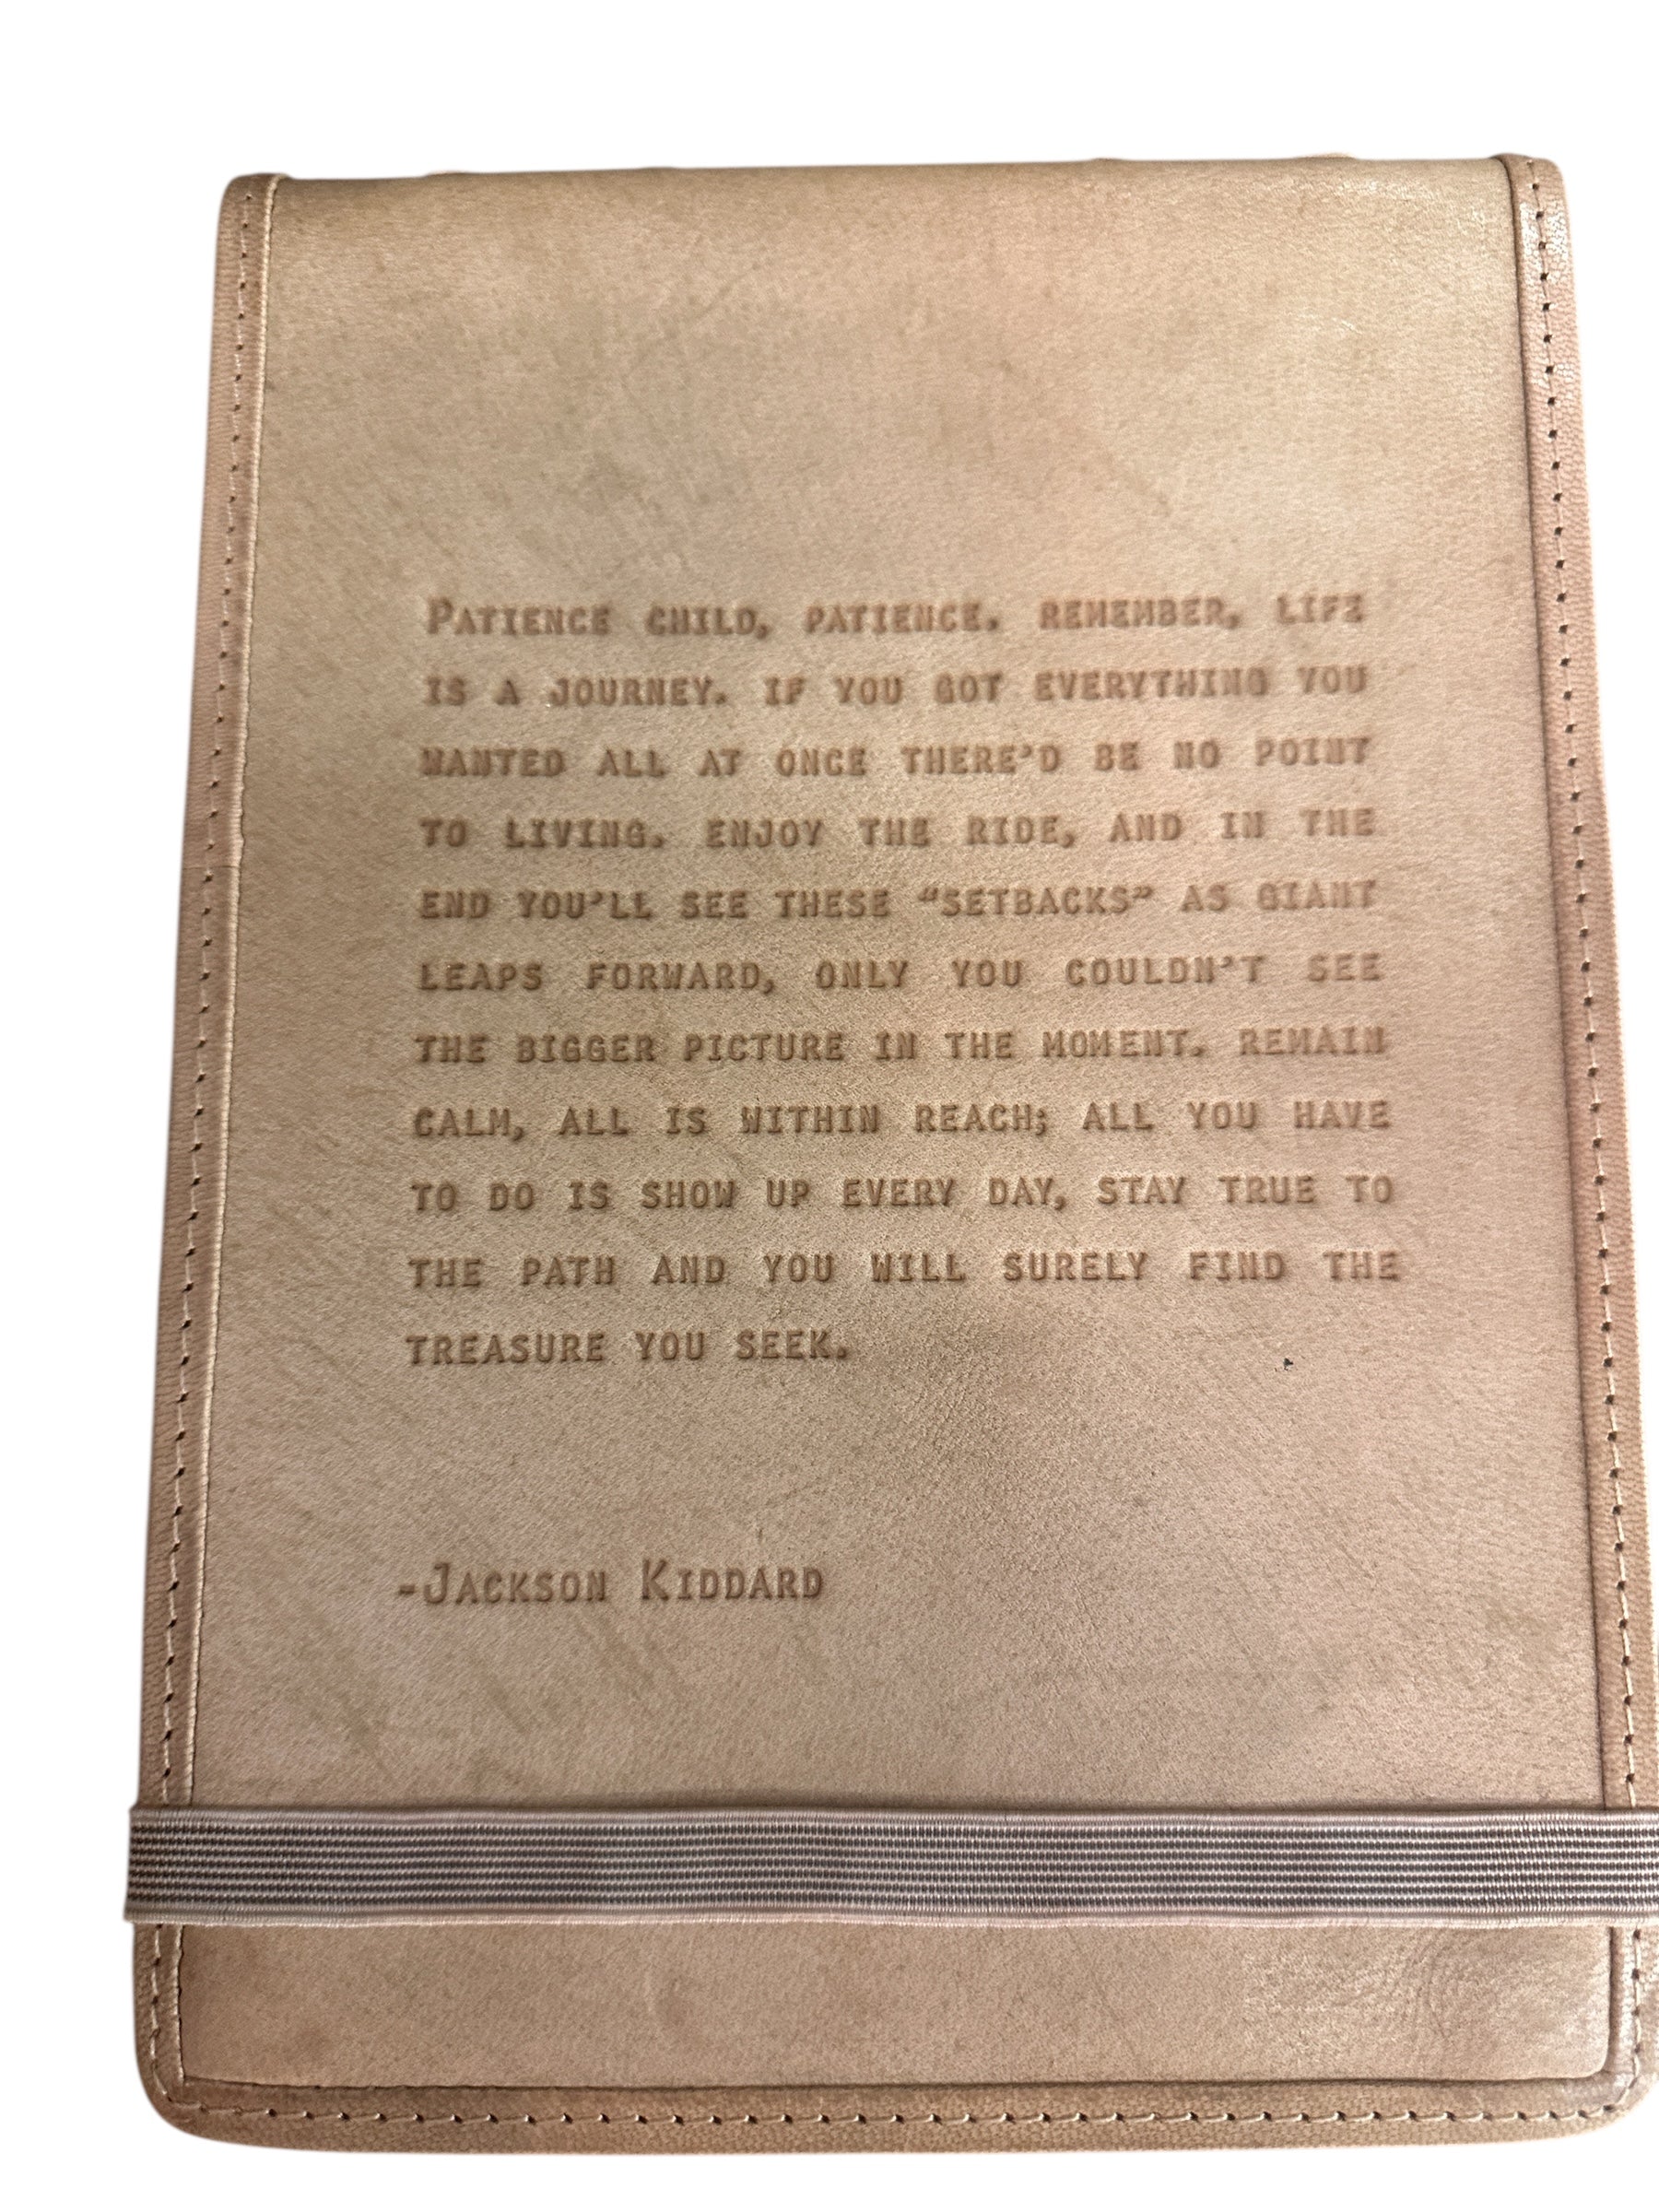 PATIENCE CHILD, PATIENCE. REMEMBER, LIFE
IS A JOURNEY. IF YOU GOT EVERYTHING YOU
WANTED ALL AT ONCE THERE'D BE NO POINT
TO LIVING. ENJOY THE RIDE, AND IN THE
END YOU'LL SEE THESE “SETBACKS” AS GIANT
LEAPS FORWARD, ONLY YOU COULDN'T SEE
THE BIGGER PICTURE IN THE MOMENT. REMAIN
CALM, ALL IS WITHIN REACH; ALL YOU HAVE
TO DO IS SHOW UP EVERY DAY, STAY TRUE TO
THE PATH AND YOU WILL SURELY FIND THE
TREASURE YOU SEEK.
-JACKSON KIDDARD